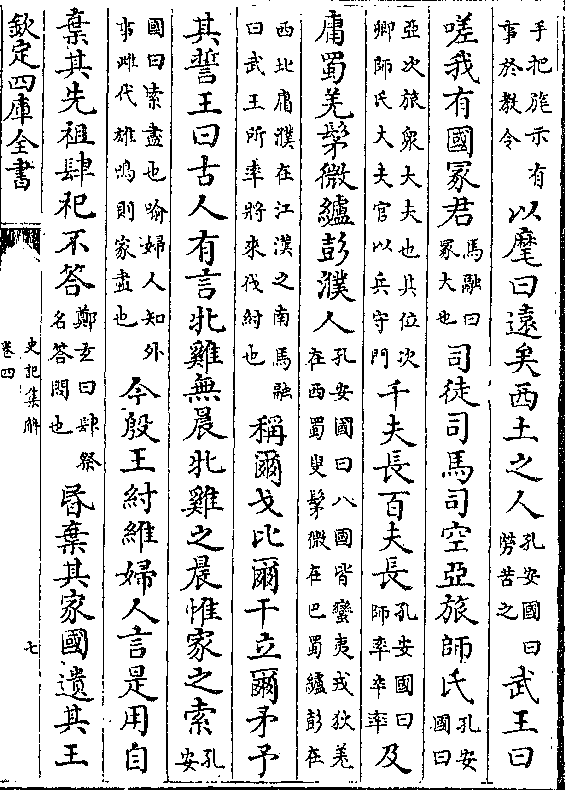 手把旄示有事於教令以麾曰遠矣西土之人孔安國曰勞苦之武王曰
嗟我有國冢君馬融曰冢大也司徒司馬司空亞旅師氏孔安國曰
亞次旅衆大夫也其位次卿師氏大夫官以兵守門千夫長百夫長孔安國曰師率卒率及
庸蜀羌髳微纑彭濮人孔安國曰八國皆蠻夷戎狄羌在西蜀叟髳微在巴蜀纑彭在
西北庸濮在江漢之南馬融曰武王所率將來伐紂也稱爾戈比爾干立爾矛予
其誓王曰古人有言牝雞無晨牝雞之晨惟家之索孔安
國曰索盡也喻婦人知外事雌代雄鳴則家盡也今殷王紂維婦人言是用自
棄其先祖肆祀不答鄭玄曰肆祭名答問也昬棄其家國遺其王
欽定四庫全書
史記集解
卷四
七